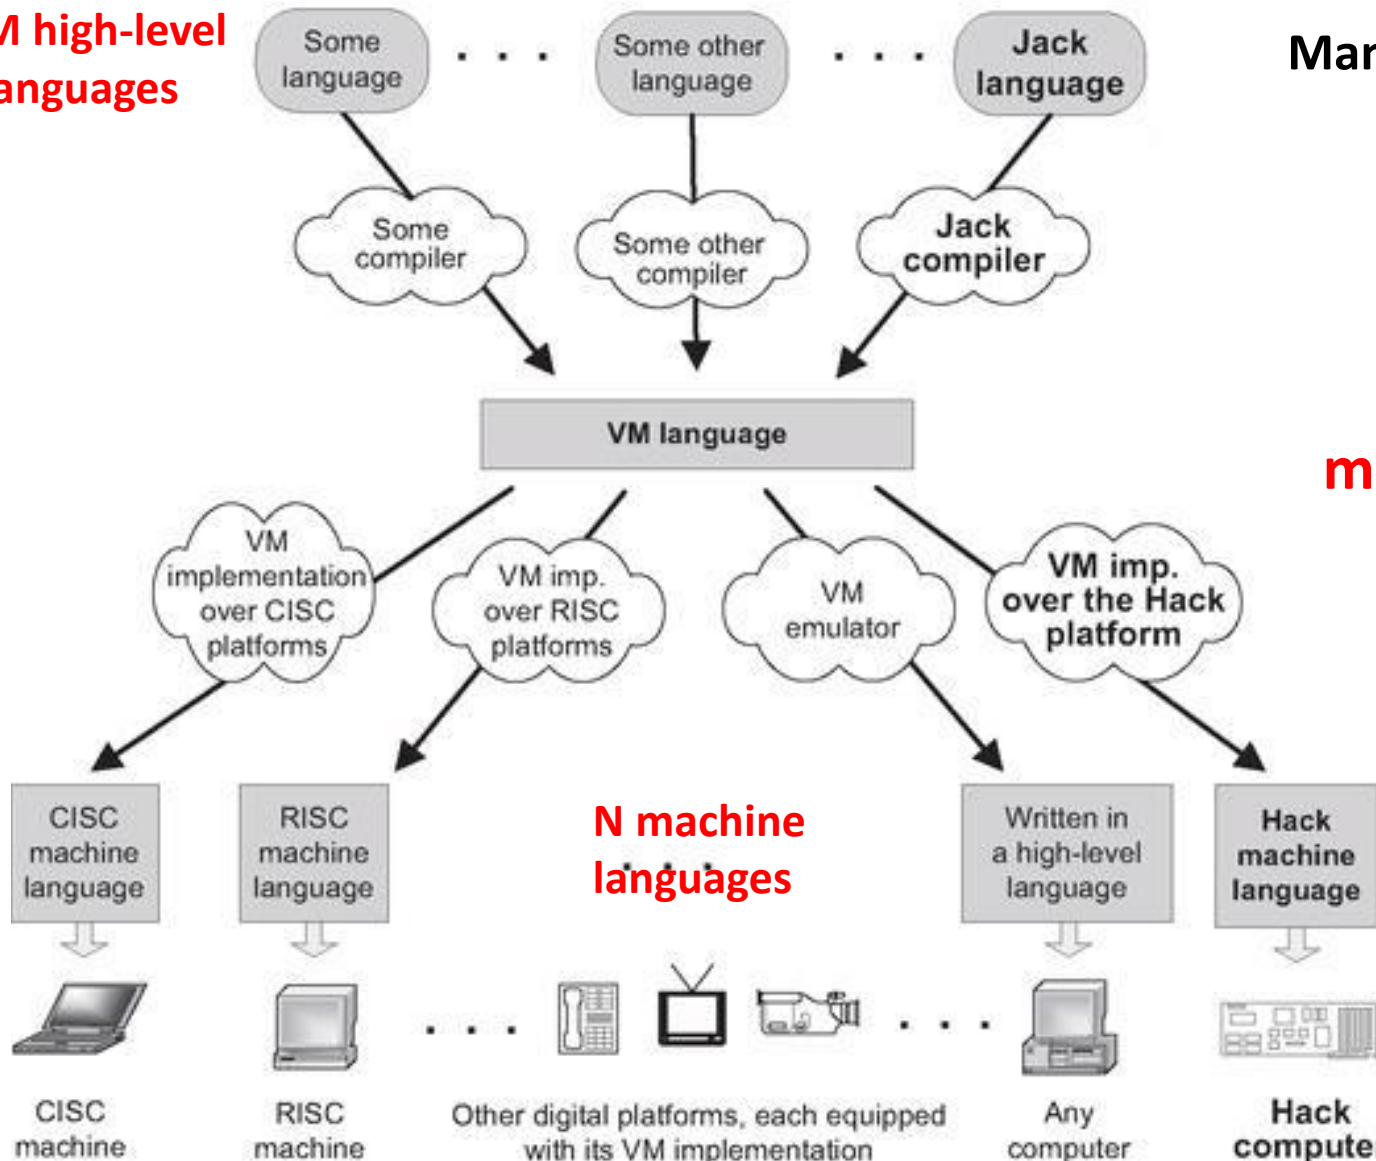 M high-level
anguages
Some
language
. . .
Some other
language
. . .
Jack
language
Mar
Some
compiler
Some other
compiler
Jack
compiler
VM language
m
VM
implementation
over CISC
platforms
VM imp.
over RISC
platforms
VM
emulator
VM imp.
over the Hack
platform
CISC
machine
language
RISC
machine
language
N machine
languages
. . .
Written in
a high-level
language
Hack
machine
language
. . .
. . .
CISC
machine
RISC
machine
Other digital platforms, each equipped
with its VM implementation
Any
computer
Hack
compute